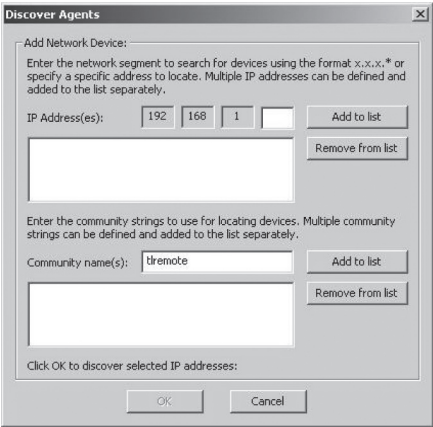 Discover Agents
Add Network Device:
Enter the network segment to search for devices using the format x.x.x.* or
specify a specific address to locate. Multiple IP addresses can be defined and
added to the list separately.
IP Address(es): 192 168 1 Add to list
Remove from list
Enter the community strings to use for locating devices. Multiple community
strings can be defined and added to the list separately.
Community name(s): tlremote Add to list
Remove from list
Click OK to discover selected IP addresses:
OK Cancel